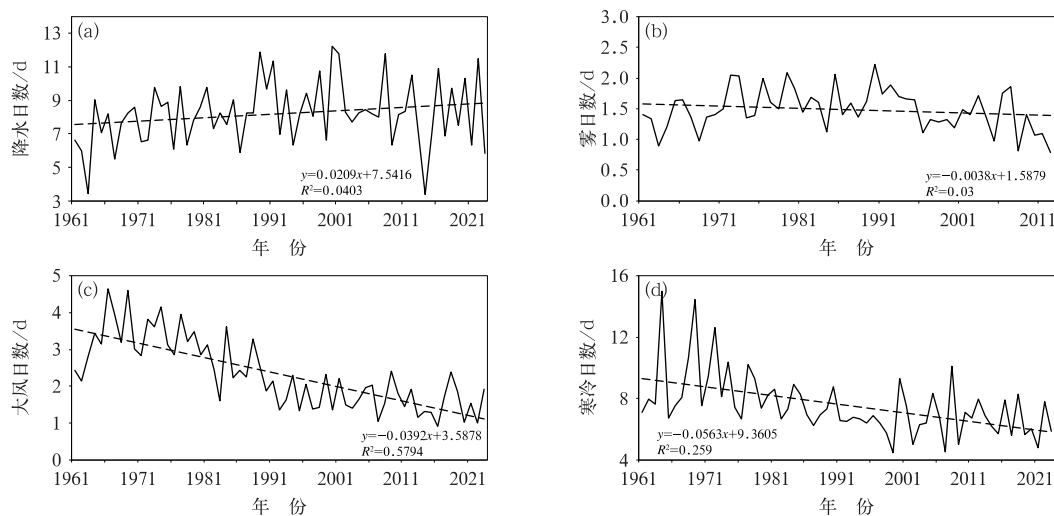 (a)
降水日数/d
13
11
9
7
5
3
y=0.0209x+7.5416
R²=0.0403
1961 1971 1981 1991 2001 2011 2021
年 份
(b)
雾日数/d
3.0
2.5
2.0
1.5
1.0
0.5
0.0
y=−0.0038x+1.5879
R²=0.03
1961 1971 1981 1991 2001 2011
年 份
(c)
大风日数/d
5
4
3
2
1
0
y=−0.0392x+3.5878
R²=0.5794
1961 1971 1981 1991 2001 2011 2021
年 份
(d)
寒冷日数/d
16
12
8
4
y=−0.0563x+9.3605
R²=0.259
1961 1971 1981 1991 2001 2011 2021
年 份